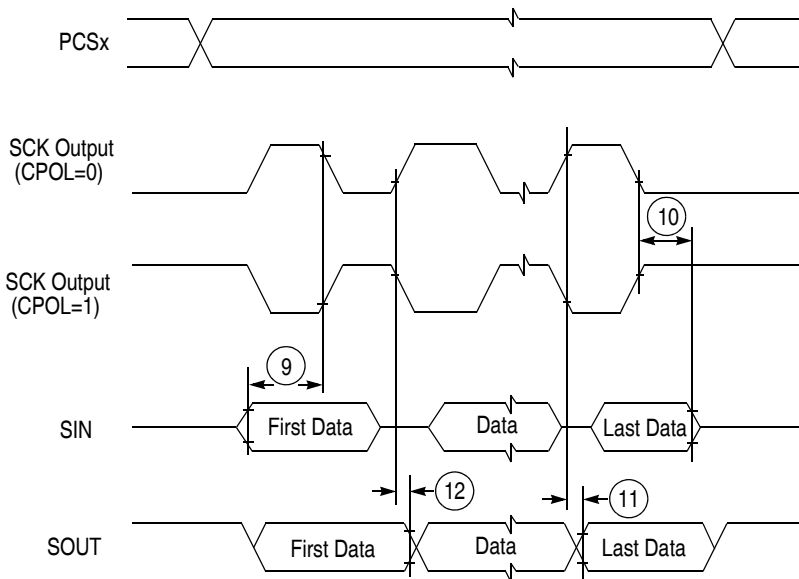 PCSx
SCK Output
(CPOL=0)
10
SCK Output
(CPOL=1)
9
SIN
First Data
Data
Last Data
12
11
SOUT
First Data
Data
Last Data